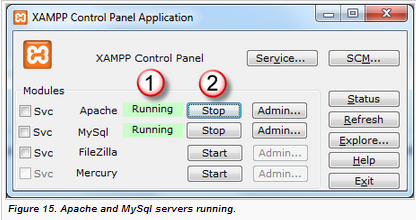 XAMPP Control Panel Application
XAMPP Control Panel
Service...
SCM...
1
2
Modules
Svc Apache Running Stop Admin...
Svc MySql Running Stop Admin...
Svc FileZilla Start Admin...
Svc Mercury Start Admin...
Status
Refresh
Explore...
Help
Exit
Figure 15. Apache and MySql servers running.